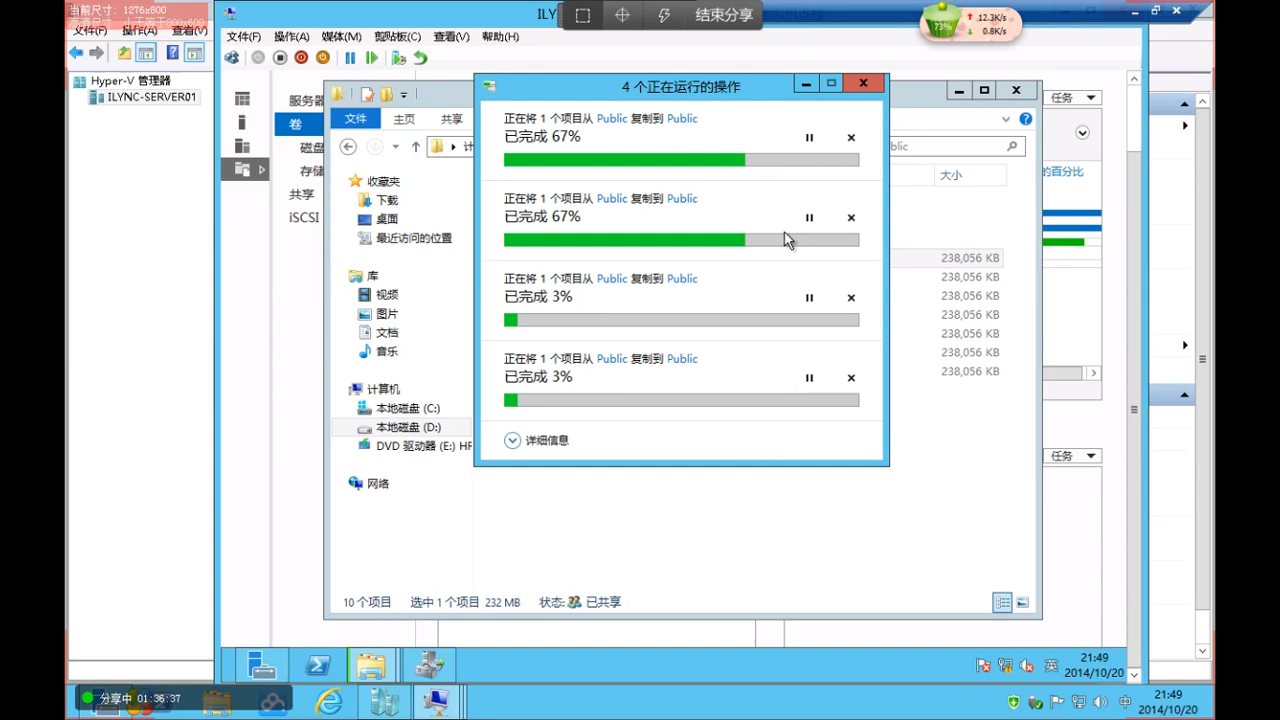 当前尺寸: 1276x800
文件(F) 操作(A) 查看(V)
Hyper-V 管理器
ILYNC-SERVER01
ILY
结束分享
73%
12.3K/s
0.8K/s
文件(F) 操作(A) 媒体(M) 剪贴板(C) 查看(V) 帮助(H)
服务器
卷
磁盘
存储
共享
iSCSI
任务
的百分比
任务
文件 主页 共享
计
blic
大小
收藏夹
下载
桌面
最近访问的位置
库
视频
图片
文档
音乐
计算机
本地磁盘 (C:)
本地磁盘 (D:)
DVD 驱动器 (E:) HF
网络
238,056 KB
238,056 KB
238,056 KB
238,056 KB
238,056 KB
238,056 KB
238,056 KB
10 个项目 选中 1 个项目 232 MB 状态: 已共享
4 个正在运行的操作
正在将 1 个项目从 Public 复制到 Public
已完成 67%
正在将 1 个项目从 Public 复制到 Public
已完成 67%
正在将 1 个项目从 Public 复制到 Public
已完成 3%
正在将 1 个项目从 Public 复制到 Public
已完成 3%
详细信息
英
21:49
2014/10/20
分享中 01:36:37
中
21:49
2014/10/20